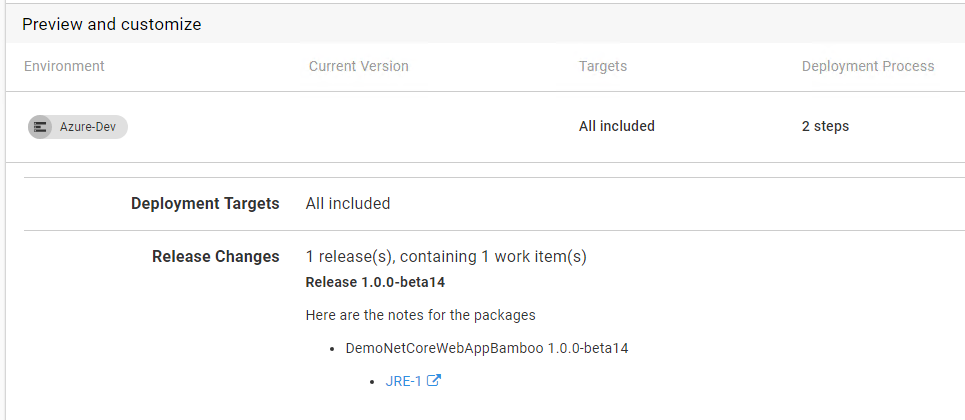 Preview and customize
Environment Current Version Targets Deployment Process
Azure-Dev All included 2 steps
Deployment Targets All included
Release Changes 1 release(s), containing 1 work item(s)
Release 1.0.0-beta14
Here are the notes for the packages
DemoNetCoreWebAppBamboo 1.0.0-beta14
JRE-1